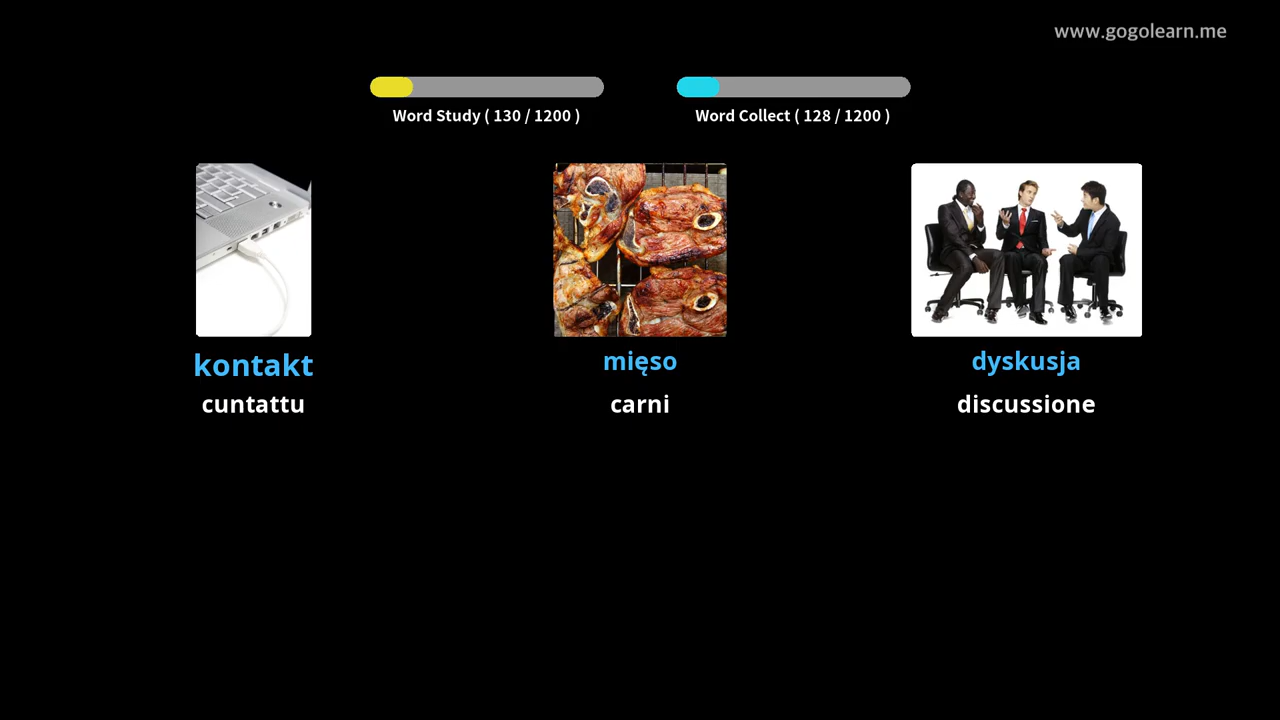 www.gogolearn.me
Word Study ( 130 / 1200 )
Word Collect ( 128 / 1200 )
kontakt
mięso
dyskusja
cuntattu
carni
discussione